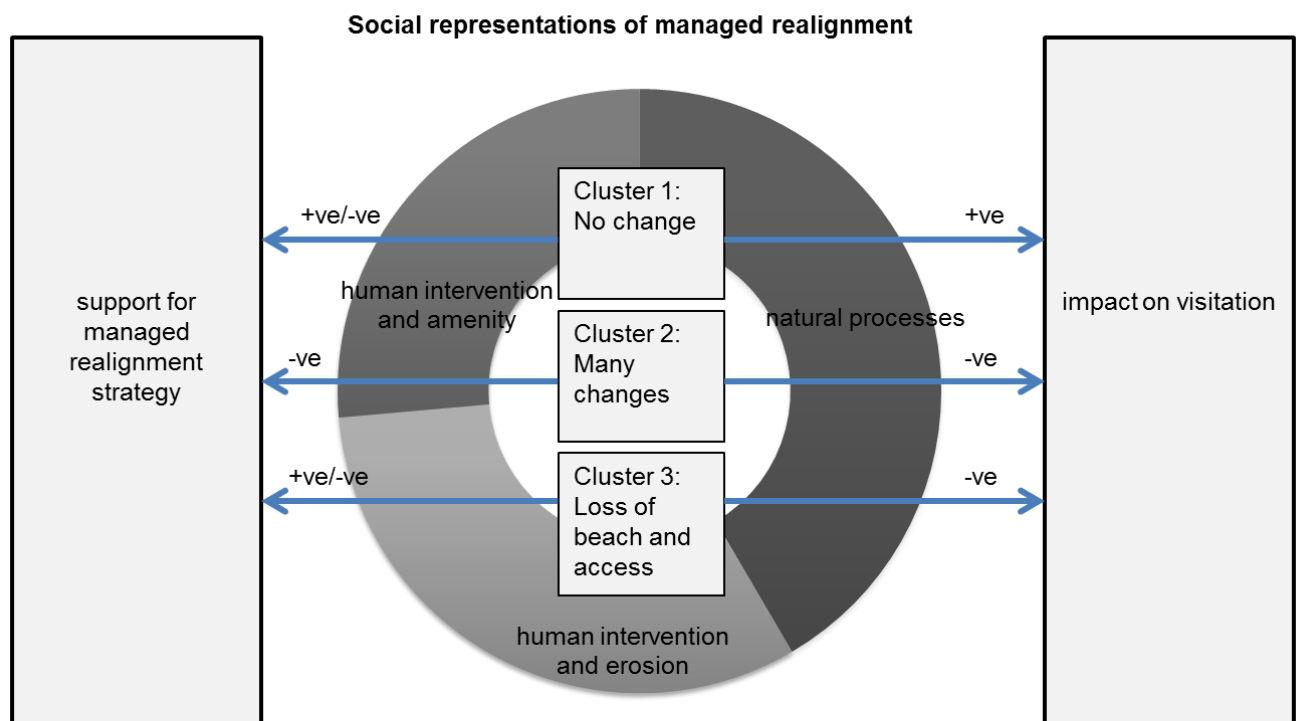 Social representations of managed realignment
support for
managed
realignment
strategy
+ve/-ve
-ve
+ve/-ve
human intervention
and amenity
Cluster 1:
No change
Cluster 2:
Many
changes
Cluster 3:
Loss of
beach and
access
natural processes
human intervention
and erosion
+ve
-ve
-ve
impact on visitation